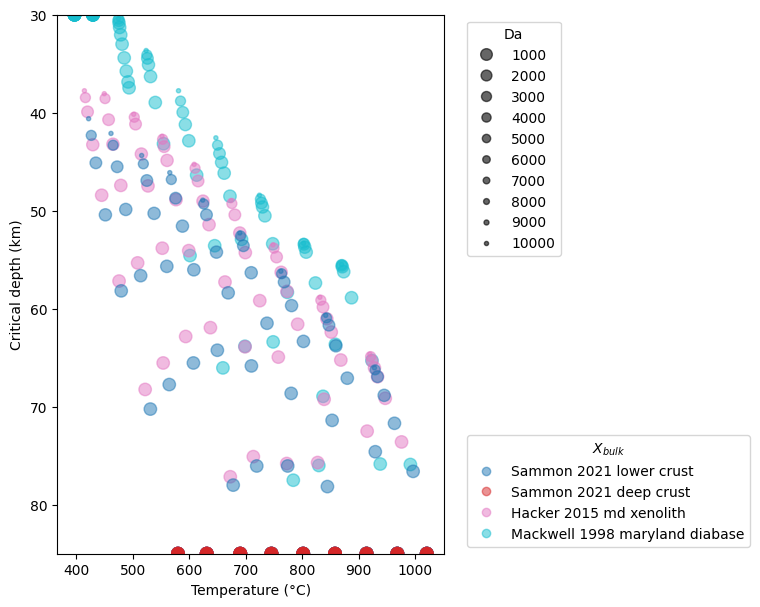 30
40
50
60
70
80
Critical depth (km)
400
500
600
700
800
900
1000
Temperature (°C)
Da
1000
2000
3000
4000
5000
6000
7000
8000
9000
10000
X_bulk
Sammon 2021 lower crust
Sammon 2021 deep crust
Hacker 2015 md xenolith
Mackwell 1998 maryland diabase